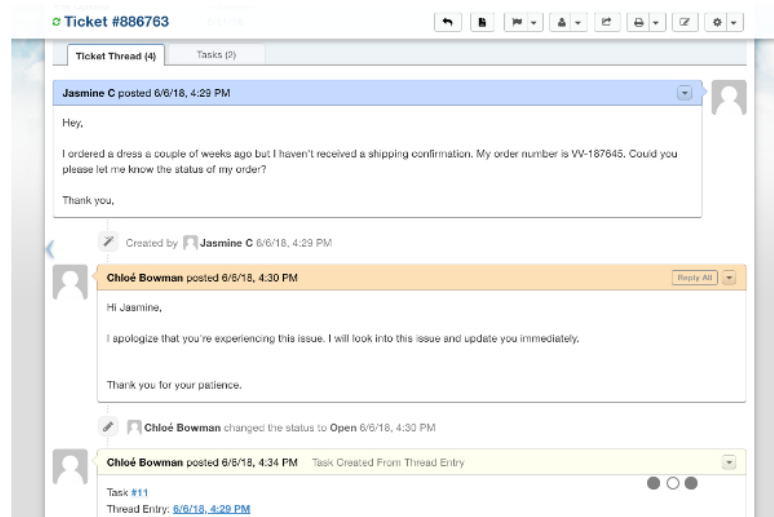 Ticket #886763
Ticket Thread (4)
Tasks (2)
Jasmine C posted 6/6/18, 4:29 PM
Hey,
I ordered a dress a couple of weeks ago but I haven't received a shipping confirmation. My order number is VV-187645. Could you
please let me know the status of my order?
Thank you,
Created by Jasmine C 6/6/18, 4:29 PM
Chloé Bowman posted 6/6/18, 4:30 PM
Reply All
Hi Jasmine,
I apologize that you're experiencing this issue. I will look into this issue and update you immediately.
Thank you for your patience.
Chloé Bowman changed the status to Open 6/6/18, 4:30 PM
Chloé Bowman posted 6/6/18, 4:34 PM Task Created From Thread Entry
Task #11
Thread Entry: 6/6/18, 4:29 PM